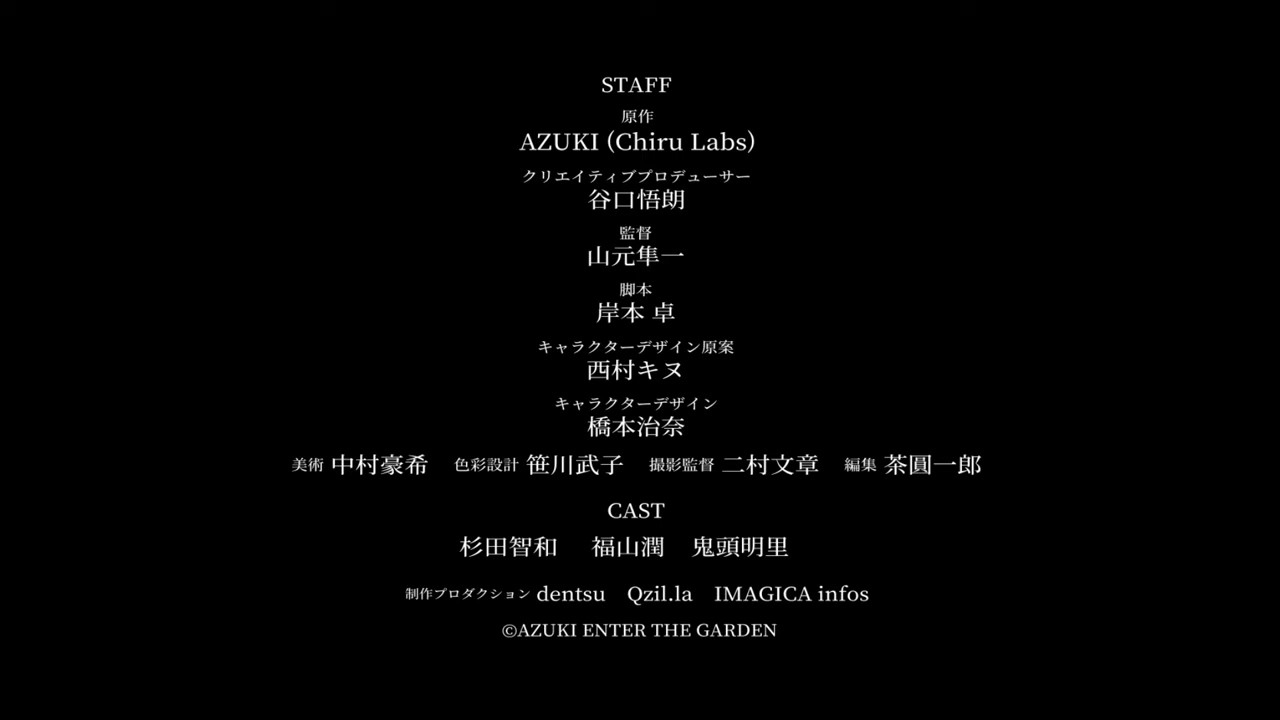 STAFF
原作
AZUKI (Chiru Labs)
クリエイティブプロデューサー
谷口悟朗
監督
山元隼一
脚本
岸本 卓
キャラクターデザイン原案
西村キヌ
キャラクターデザイン
橋本治奈
美術 中村豪希 色彩設計 笹川武子 撮影監督 二村文章 編集 茶圓一郎
CAST
杉田智和 福山潤 鬼頭明里
制作プロダクション dentsu Qzil.la IMAGICA infos
©AZUKI ENTER THE GARDEN